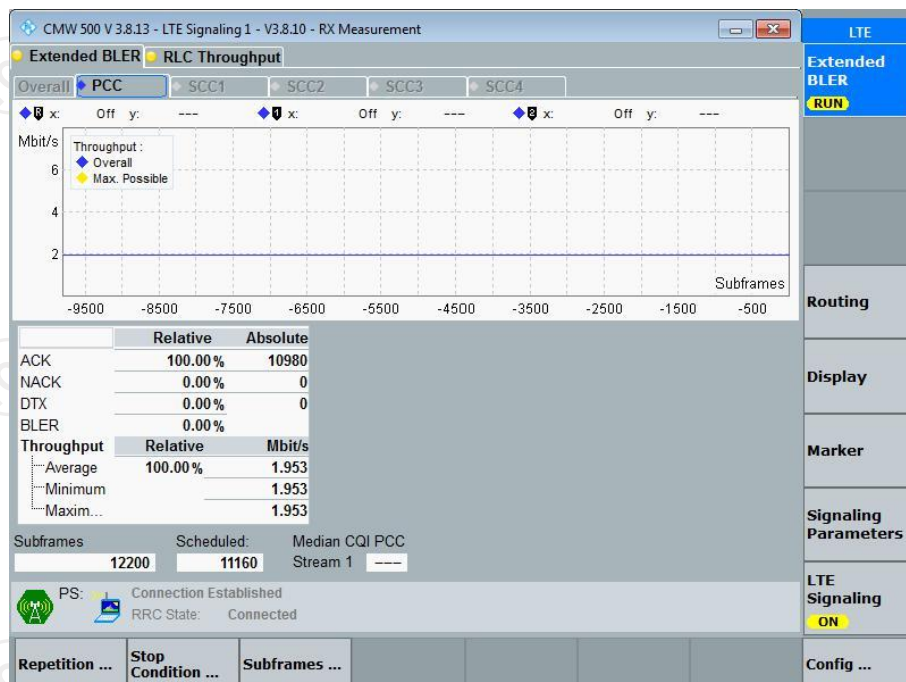 CMW 500 V 3.8.13 - LTE Signaling 1 - V3.8.10 - RX Measurement
LTE
Extended BLER RLC Throughput
Extended BLER
RUN
Overall PCC SCC1 SCC2 SCC3 SCC4
R x: Off y: --- 1 x: Off y: --- 2 x: Off y: ---
Mbit/s
Throughput :
Overall
Max. Possible
6
4
2
Subframes
-9500 -8500 -7500 -6500 -5500 -4500 -3500 -2500 -1500 -500
Routing
Relative Absolute
ACK 100.00 % 10980
NACK 0.00 % 0
DTX 0.00 % 0
BLER 0.00 %
Throughput Relative Mbit/s
Average 100.00 % 1.953
Minimum 1.953
Maxim... 1.953
Display
Marker
Signaling Parameters
Subframes Scheduled: Median CQI PCC
12200 11160 Stream 1 ---
PS: Connection Established
RRC State: Connected
LTE Signaling
ON
Repetition ... Stop Condition ... Subframes ... Config ...